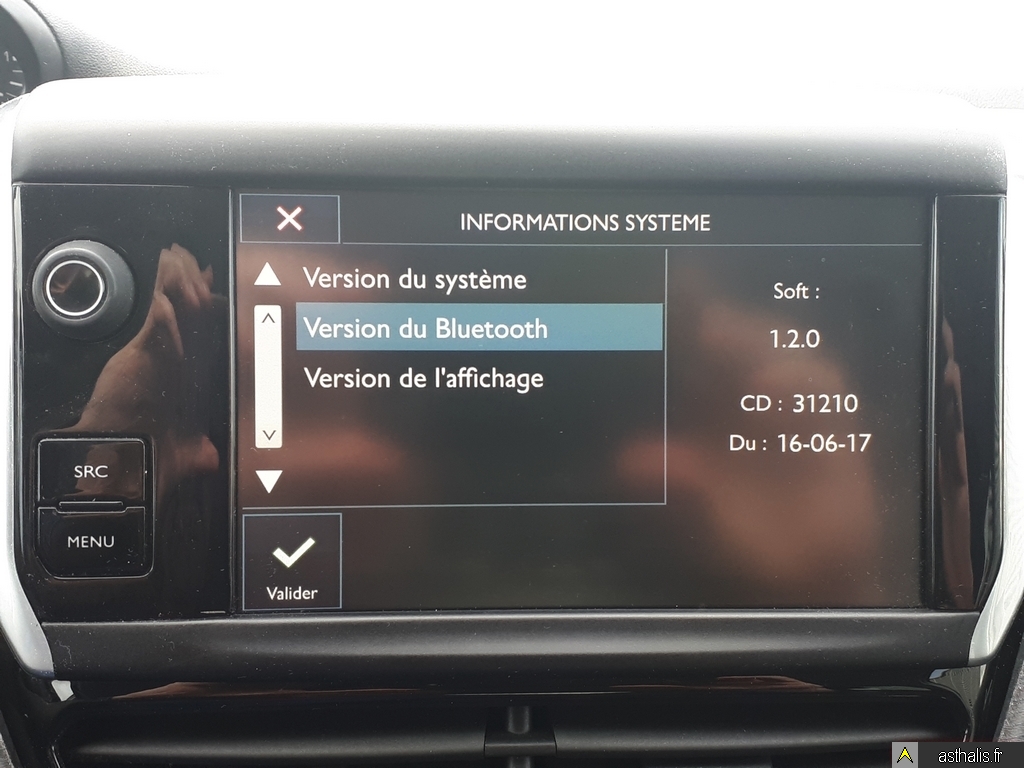 INFORMATIONS SYSTEME
Version du système
Version du Bluetooth
Version de l'affichage
Soft :
1.2.0
CD : 31210
Du : 16-06-17
SRC
MENU
Valider
asthalis.fr